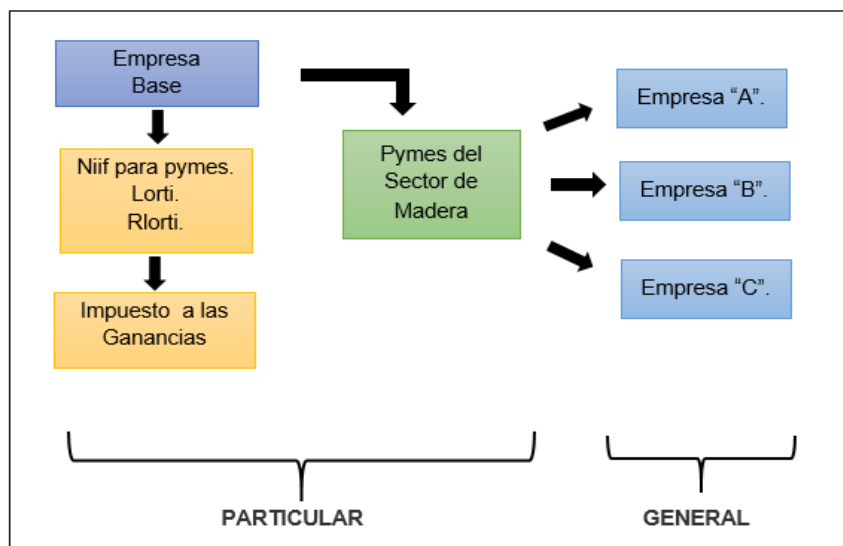 Empresa
Base
Niif para pymes.
Lorti.
Rlorti.
Impuesto a las
Ganancias
Pymes del
Sector de
Madera
Empresa “A”.
Empresa “B”.
Empresa “C”.
PARTICULAR
GENERAL